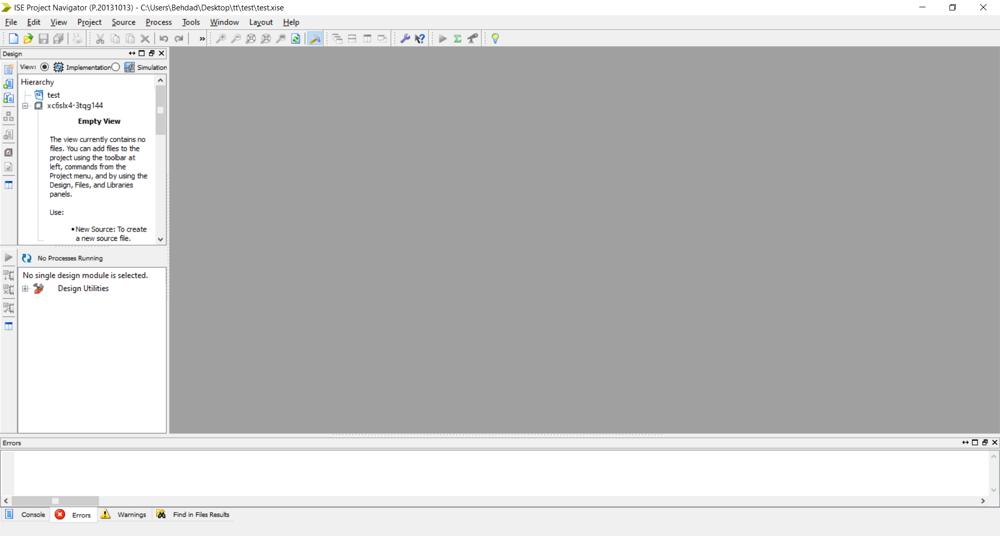 ISE Project Navigator (P.20131013) - C:\Users\Behdad\Desktop\tt\test\test.xise
File Edit View Project Source Process Tools Window Layout Help
»
Design
View: Implementation Simulation
Hierarchy
test
xc6slx4-3tqg144
Empty View
The view currently contains no
files. You can add files to the
project using the toolbar at
left, commands from the
Project menu, and by using the
Design, Files, and Libraries
panels.
Use:
• New Source: To create
a new source file.
No Processes Running
No single design module is selected.
Design Utilities
Errors
Console Errors Warnings Find in Files Results